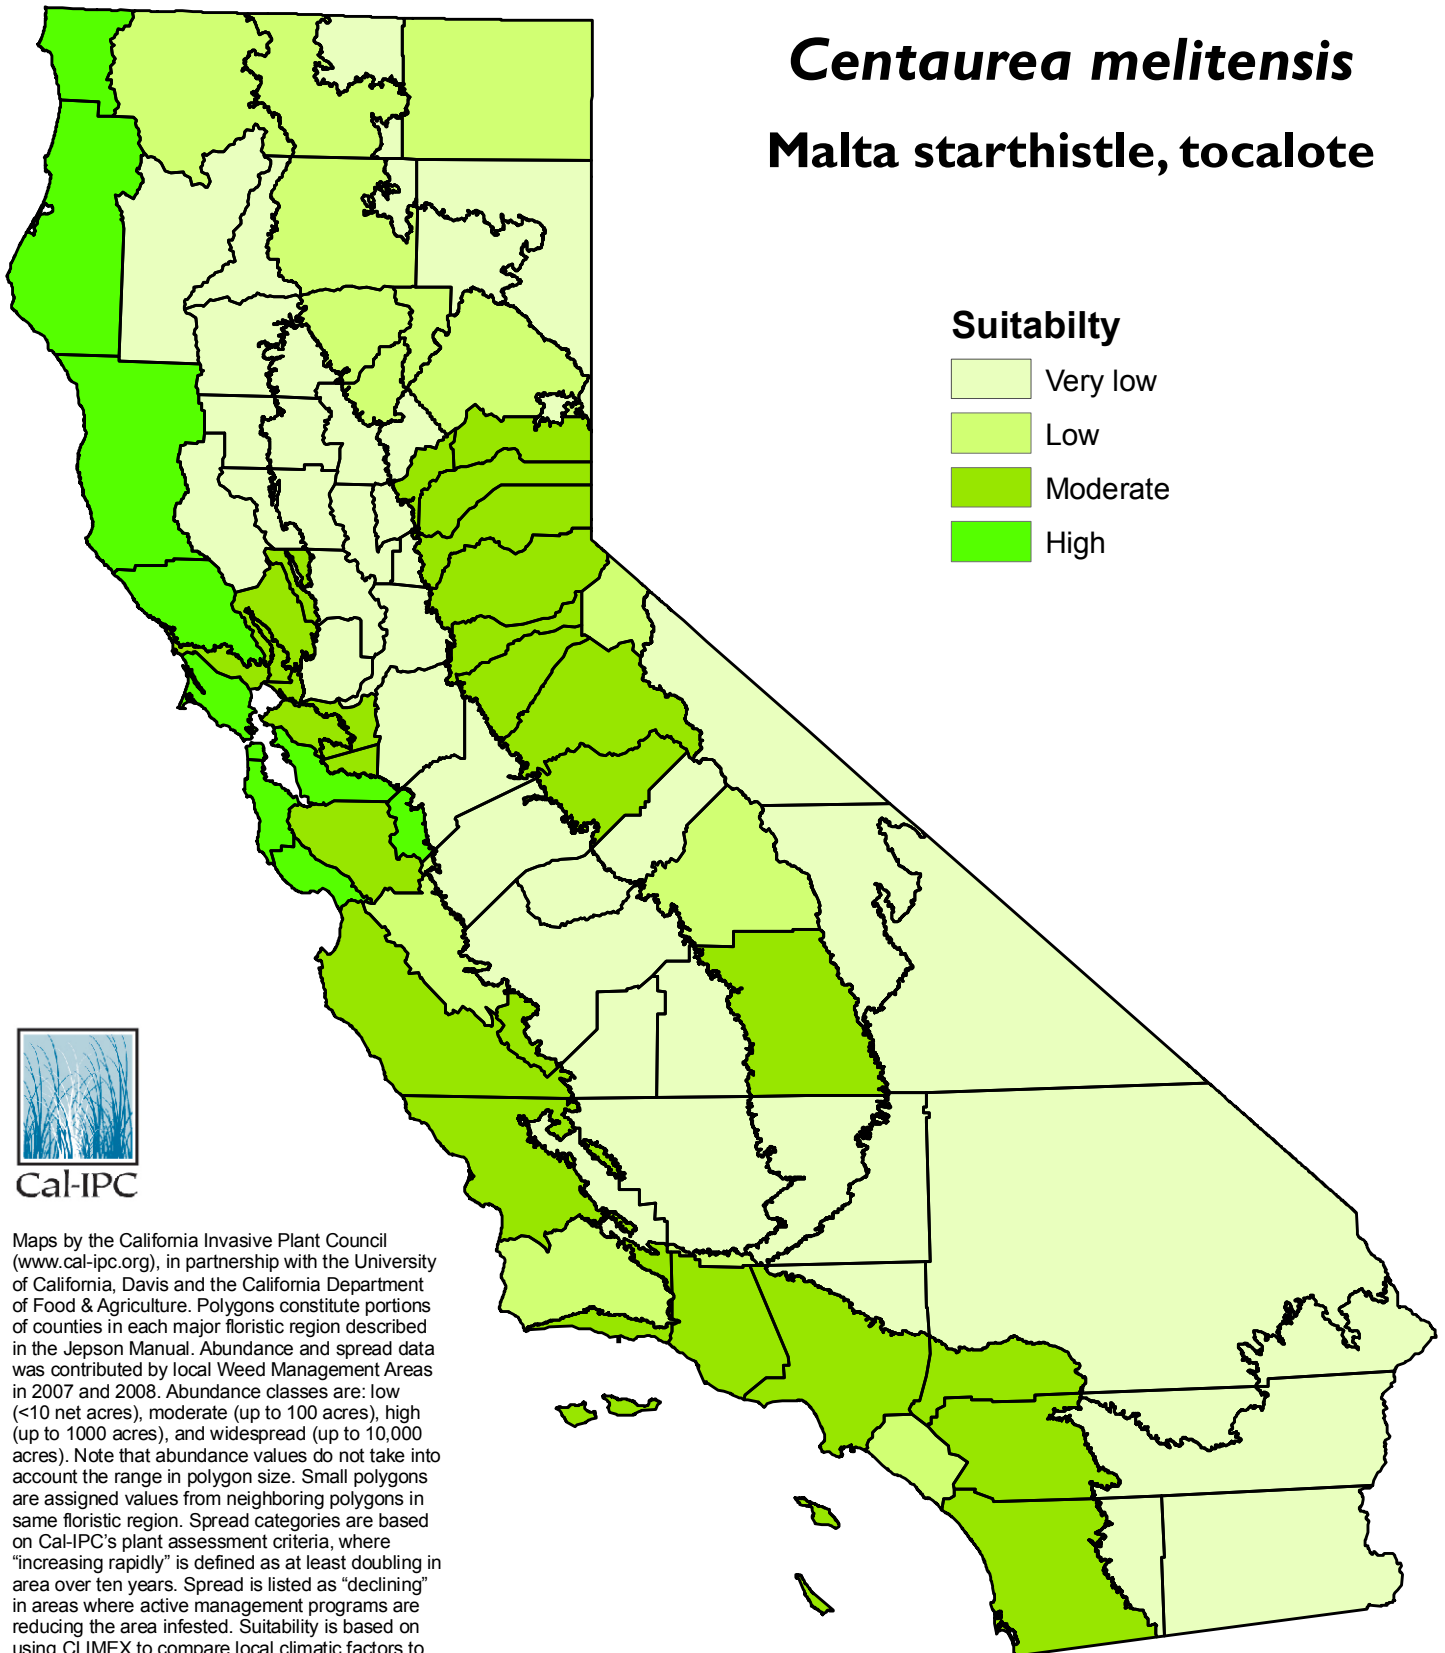 Centaurea melitensis
Malta starthistle, tocalote
Suitabilty
Very low
Low
Moderate
High
Cal-IPC
Maps by the California Invasive Plant Council
(www.cal-ipc.org), in partnership with the University
of California, Davis and the California Department
of Food & Agriculture. Polygons constitute portions
of counties in each major floristic region described
in the Jepson Manual. Abundance and spread data
was contributed by local Weed Management Areas
in 2007 and 2008. Abundance classes are: low
(<10 net acres), moderate (up to 100 acres), high
(up to 1000 acres), and widespread (up to 10,000
acres). Note that abundance values do not take into
account the range in polygon size. Small polygons
are assigned values from neighboring polygons in
same floristic region. Spread categories are based
on Cal-IPC's plant assessment criteria, where
“increasing rapidly” is defined as at least doubling in
area over ten years. Spread is listed as “declining”
in areas where active management programs are
reducing the area infested. Suitability is based on
using CLIMEX to compare local climatic factors to